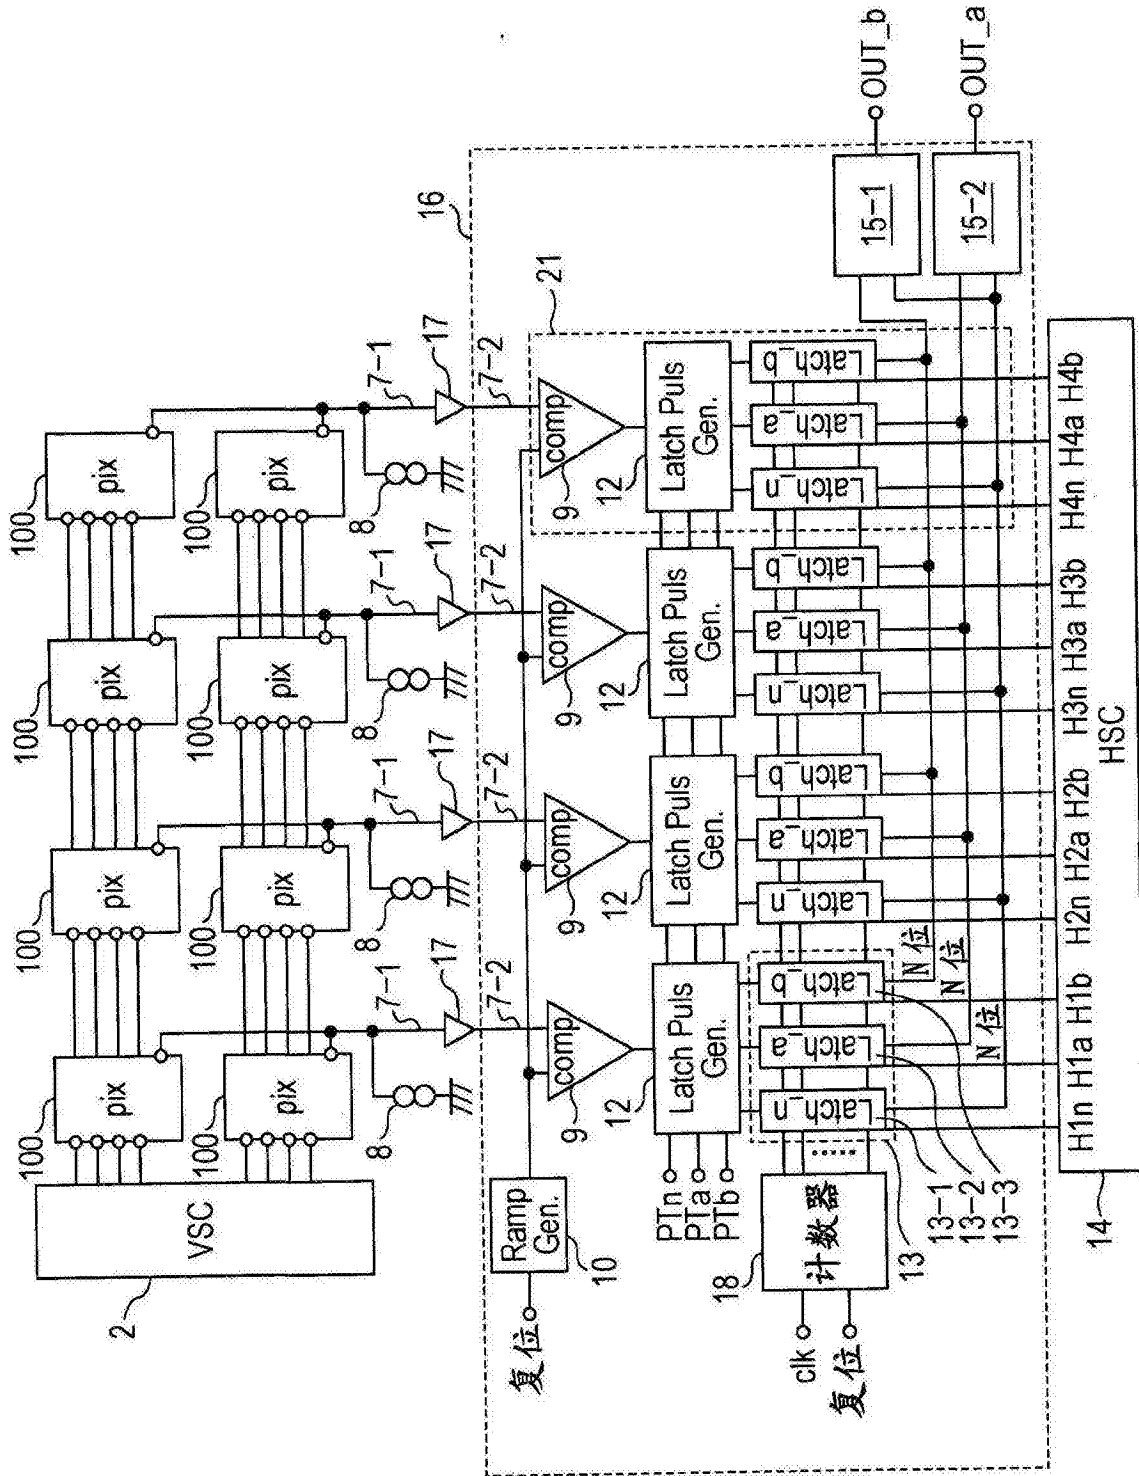 2
VSC
100
pix
100
pix
100
pix
100
pix
100
pix
100
pix
100
pix
100
pix
8
7-1
17
8
7-1
17
8
7-1
17
8
7-1
17
7-2
7-2
7-2
7-2
16
21
复位
Ramp Gen.
10
9
comp
9
comp
9
comp
9
comp
PTn
PTa
PTb
12
Latch Puls Gen.
12
Latch Puls Gen.
12
Latch Puls Gen.
12
Latch Puls Gen.
clk
复位
18
计数器
Latch_n
Latch_a
Latch_b
Latch_n
Latch_a
Latch_b
Latch_n
Latch_a
Latch_b
Latch_n
Latch_a
Latch_b
13
13-1
13-2
13-3
N位
N位
N位
15-1
OUT_b
15-2
OUT_a
14
H1n H1a H1b H2n H2a H2b H3n H3a H3b H4n H4a H4b
HSC